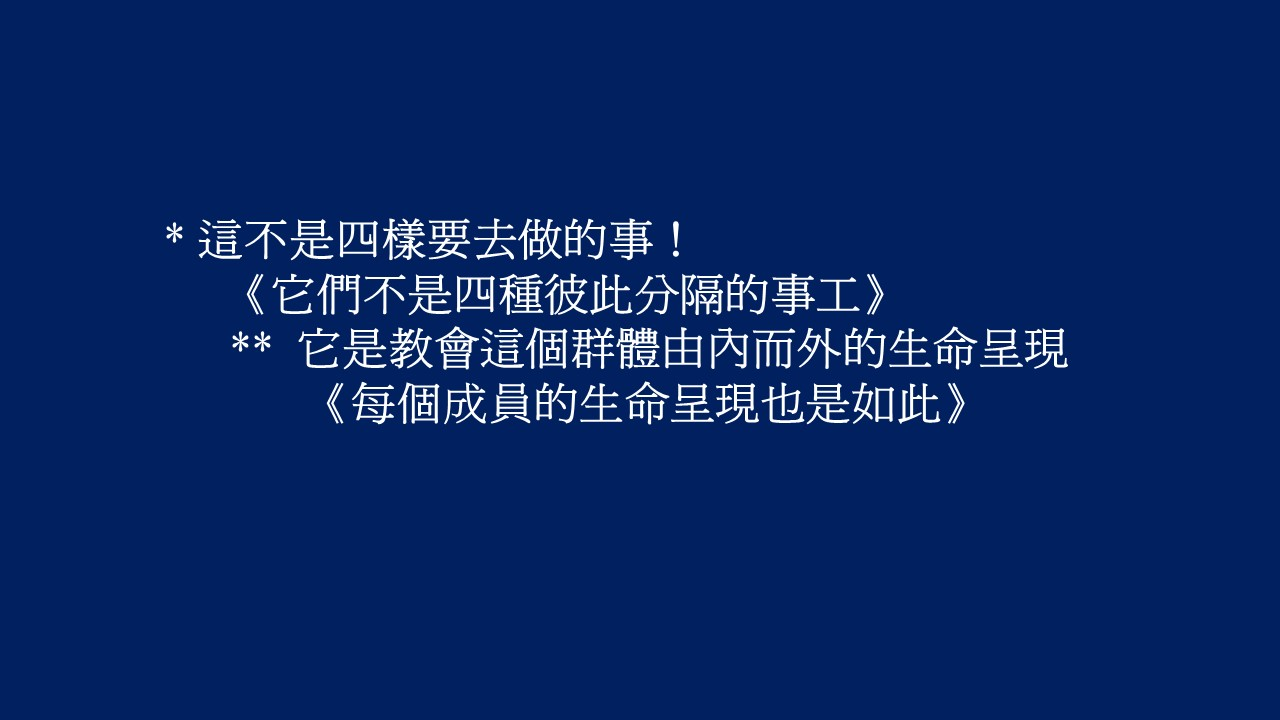 * 這不是四樣要去做的事！
《它們不是四種彼此分隔的事工》
** 它是教會這個群體由內而外的生命呈現
《每個成員的生命呈現也是如此》